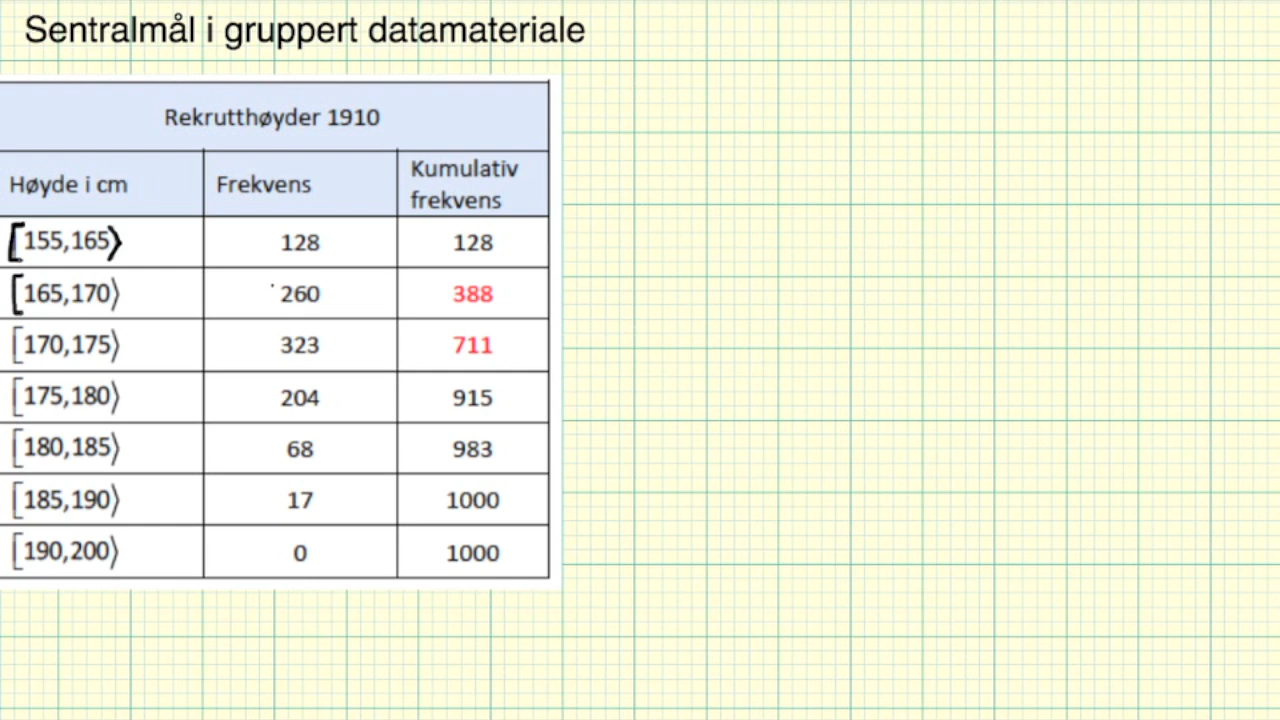 Sentralmål i gruppert datamateriale
Rekrutthøyder 1910
Høyde i cm Frekvens Kumulativ frekvens
[155,165⟩ 128 128
[165,170⟩ 260 388
[170,175⟩ 323 711
[175,180⟩ 204 915
[180,185⟩ 68 983
[185,190⟩ 17 1000
[190,200⟩ 0 1000